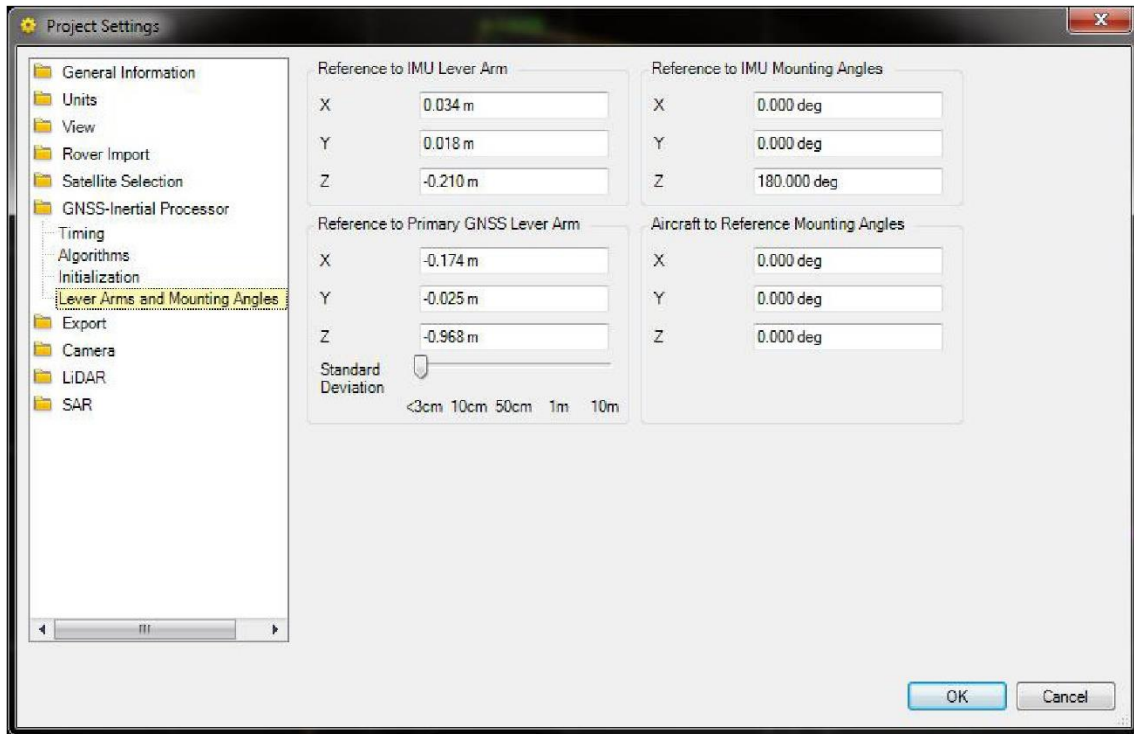 Project Settings
General Information
Units
View
Rover Import
Satellite Selection
GNSS-Inertial Processor
Timing
Algorithms
Initialization
Lever Arms and Mounting Angles
Export
Camera
LiDAR
SAR
Reference to IMU Lever Arm
X 0.034 m
Y 0.018 m
Z -0.210 m
Reference to IMU Mounting Angles
X 0.000 deg
Y 0.000 deg
Z 180.000 deg
Reference to Primary GNSS Lever Arm
X -0.174 m
Y -0.025 m
Z -0.968 m
Standard
Deviation
<3cm 10cm 50cm 1m 10m
Aircraft to Reference Mounting Angles
X 0.000 deg
Y 0.000 deg
Z 0.000 deg
OK Cancel